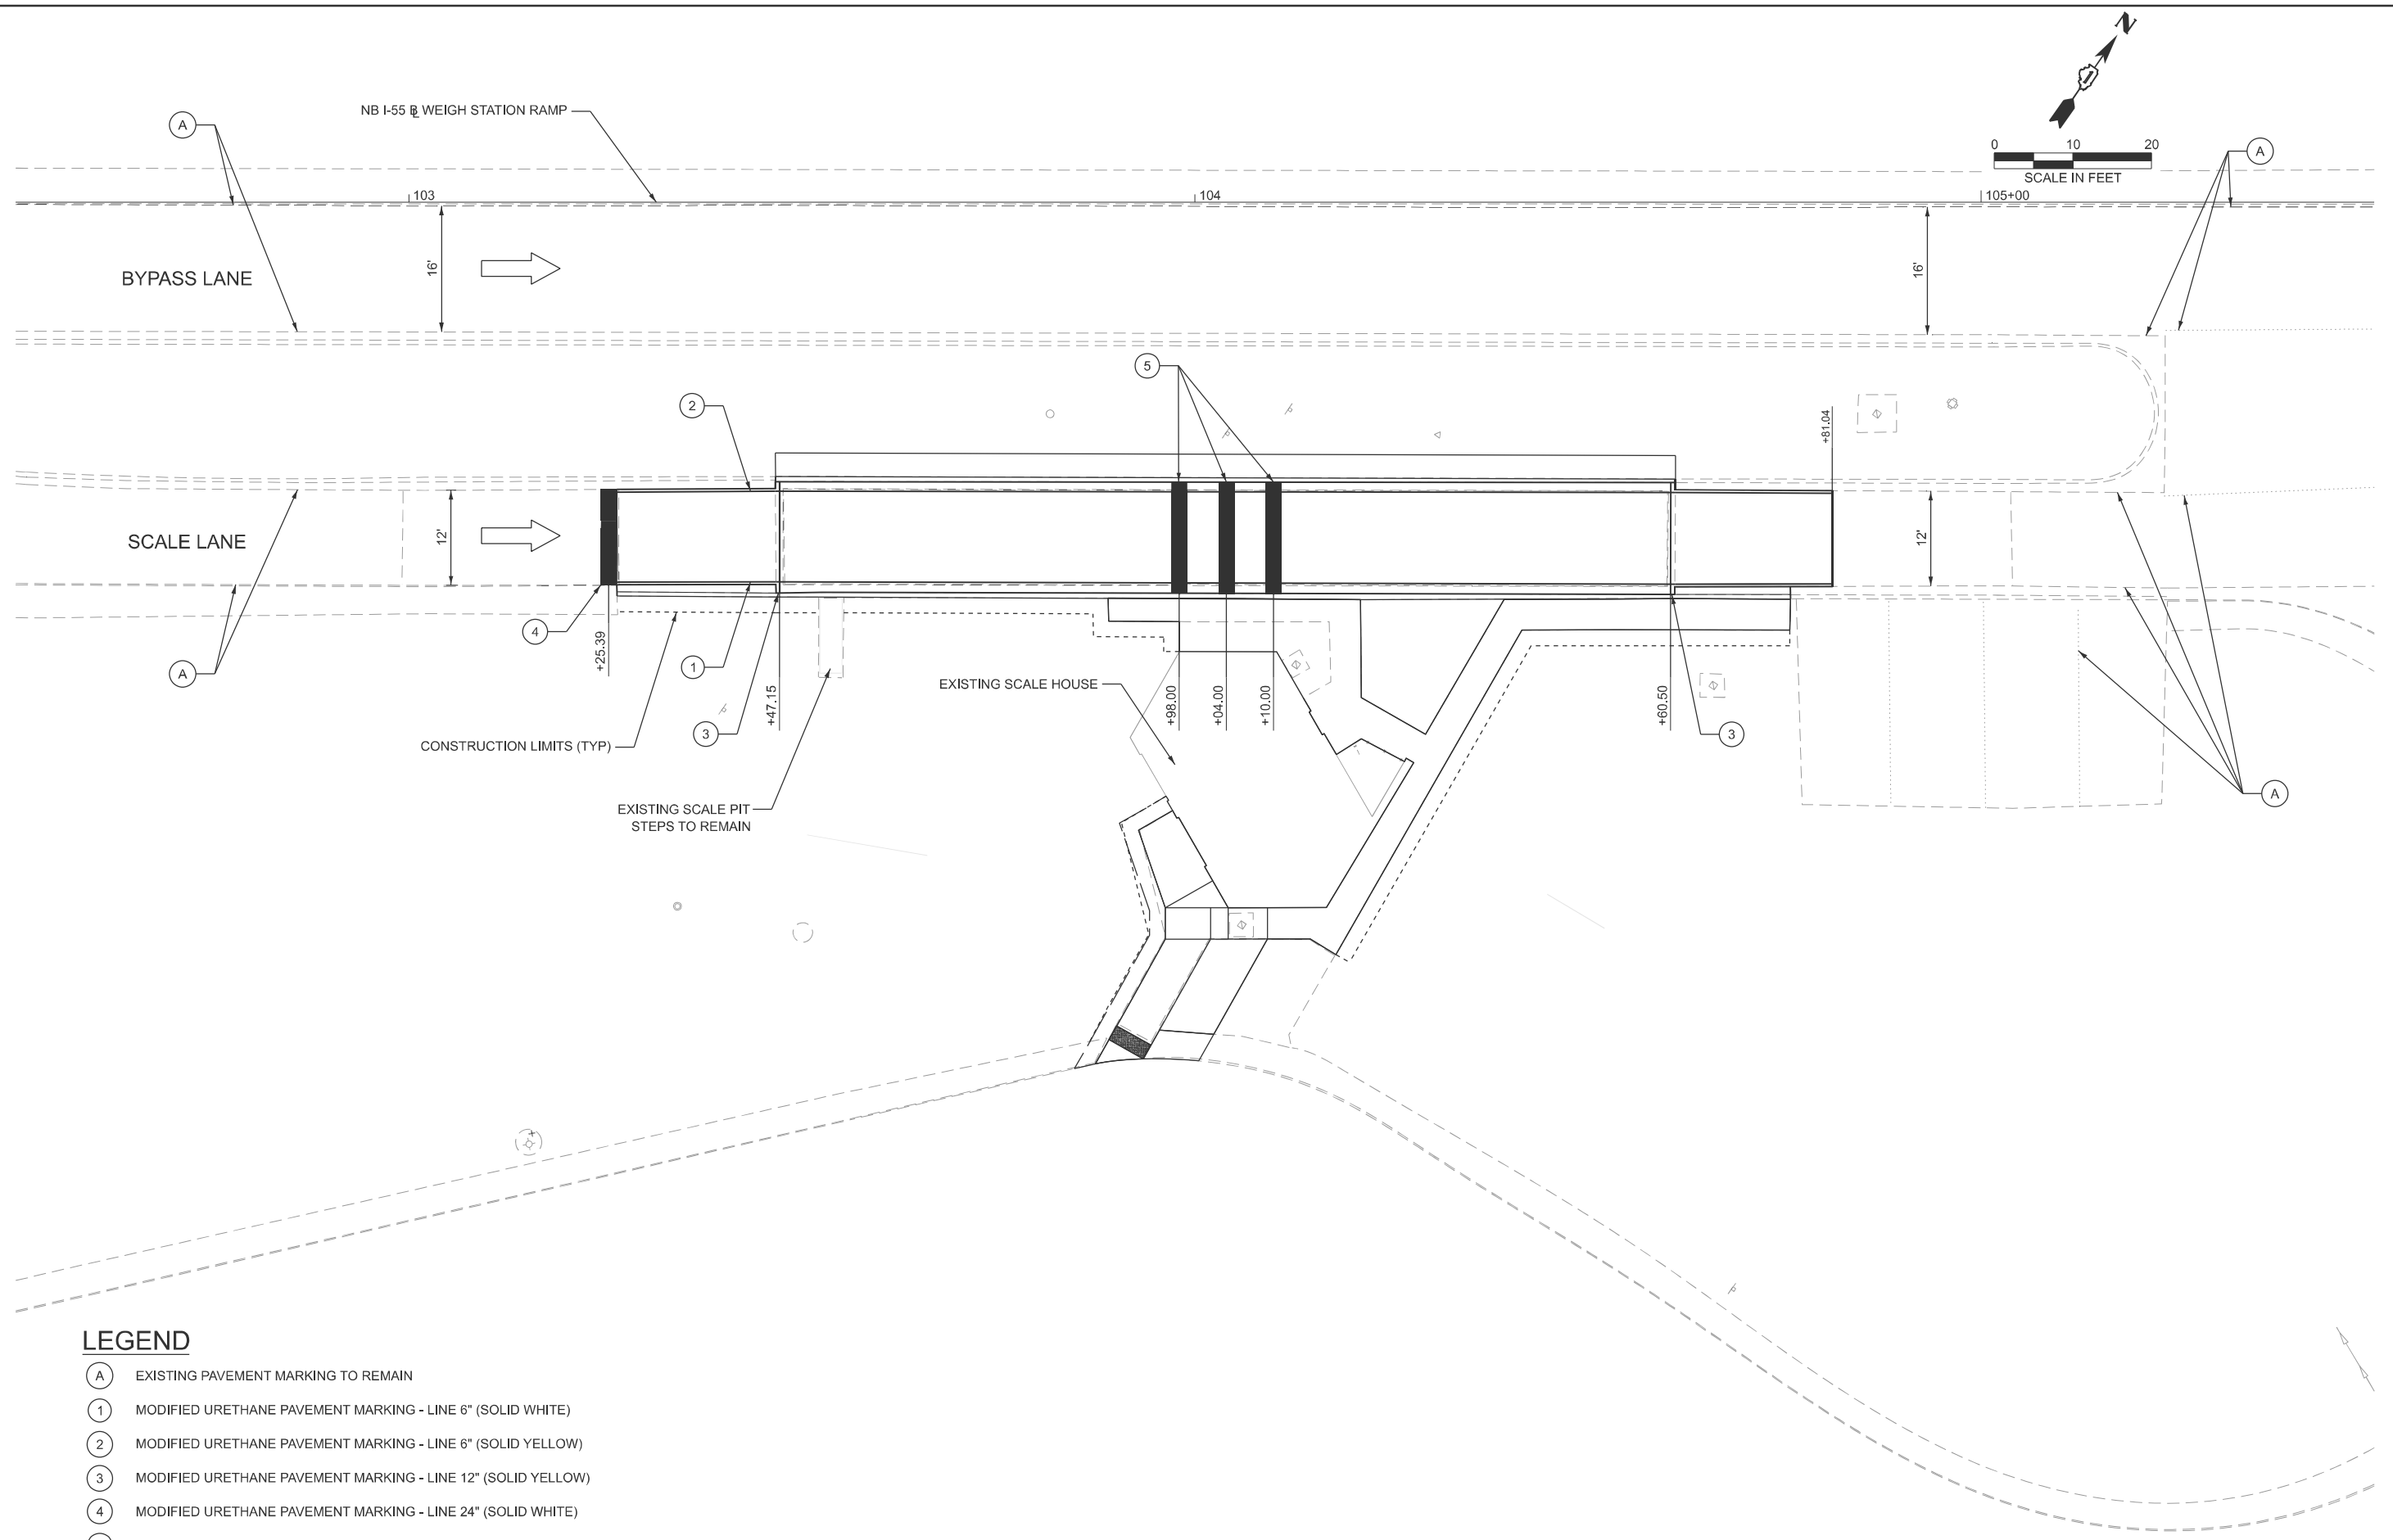 N
NB I-55 ⅊ WEIGH STATION RAMP
A
A
0 10 20
SCALE IN FEET
103
104
105+00
16'
16'
BYPASS LANE
5
2
+81.04
12'
12'
SCALE LANE
4
+25.39
1
A
+47.15
3
EXISTING SCALE HOUSE
+98.00
+04.00
+10.00
+60.50
3
CONSTRUCTION LIMITS (TYP)
EXISTING SCALE PIT
STEPS TO REMAIN
A
LEGEND
A EXISTING PAVEMENT MARKING TO REMAIN
1 MODIFIED URETHANE PAVEMENT MARKING - LINE 6" (SOLID WHITE)
2 MODIFIED URETHANE PAVEMENT MARKING - LINE 6" (SOLID YELLOW)
3 MODIFIED URETHANE PAVEMENT MARKING - LINE 12" (SOLID YELLOW)
4 MODIFIED URETHANE PAVEMENT MARKING - LINE 24" (SOLID WHITE)